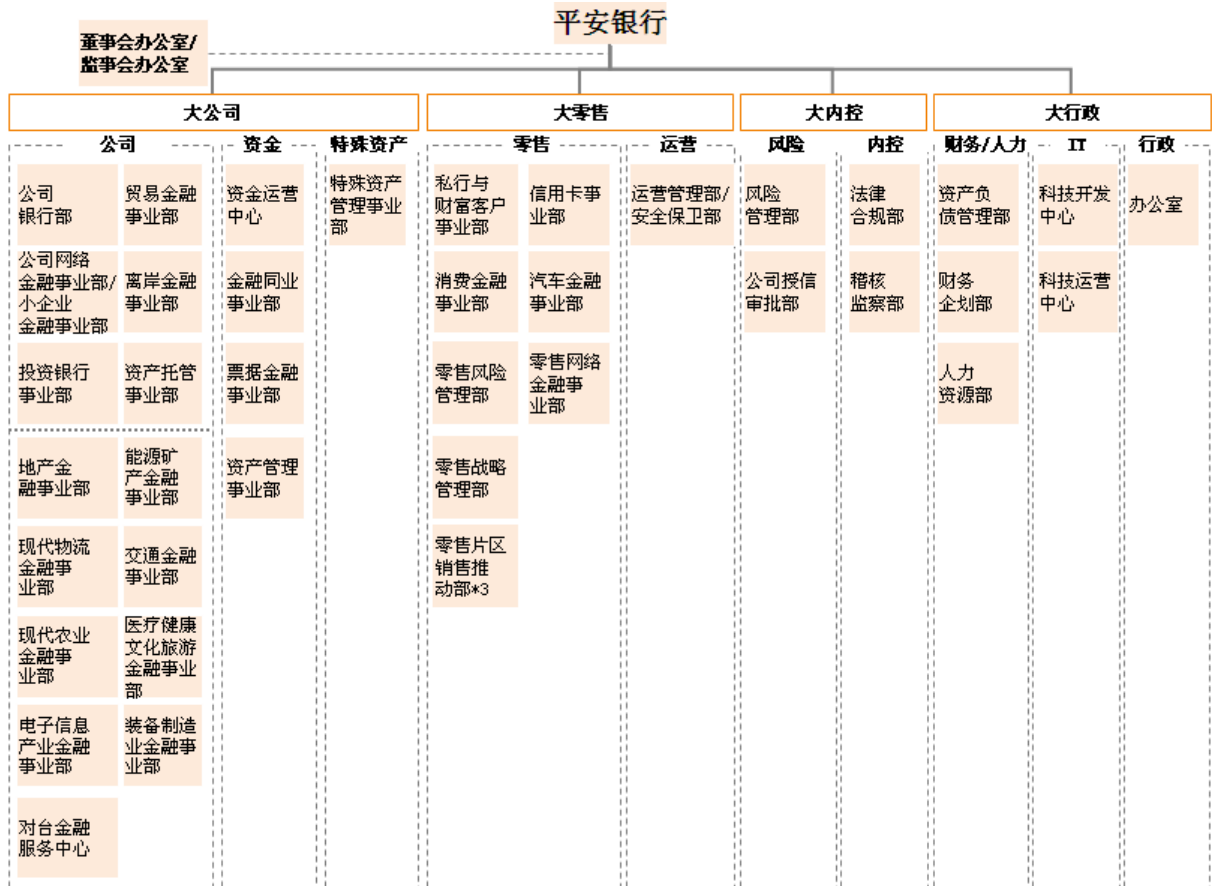 平安银行
董事会办公室/
监事会办公室
大公司
大零售
大内控
大行政
公司
资金
特殊资产
零售
运营
风险
内控
财务/人力
IT
行政
公司
银行部
贸易金融
事业部
公司网络
金融事业部/
小企业
金融事业部
离岸金融
事业部
投资银行
事业部
资产托管
事业部
地产金
融事业部
能源矿
产金融
事业部
现代物流
金融事
业部
交通金融
事业部
现代农业
金融事
业部
医疗健康
文化旅游
金融事业
部
电子信息
产业金融
事业部
装备制造
业金融事
业部
对台金融
服务中心
资金运营
中心
金融同业
事业部
票据金融
事业部
资产管理
事业部
特殊资产
管理事业
部
私行与
财富客户
事业部
信用卡事
业部
消费金融
事业部
汽车金融
事业部
零售风险
管理部
零售网络
金融事
业部
零售战略
管理部
零售片区
销售推
动部*3
运营管理部/
安全保卫部
风险
管理部
公司授信
审批部
法律
合规部
稽核
监察部
资产负
债管理部
财务
企划部
人力
资源部
科技开发
中心
科技运营
中心
办公室